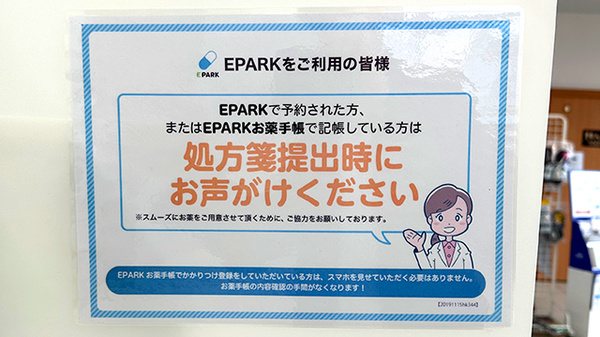 EPARK
EPARKをご利用の皆様
EPARKで予約された方、
またはEPARKお薬手帳で記帳している方は
処方箋提出時に
お声がけください
※スムーズにお薬をご用意させて頂くために、ご協力をお願いしております。
EPARK お薬手帳でかかりつけ登録をしていただいている方は、スマホを見せていただく必要はありません。
お薬手帳の内容確認の手間がなくなります！